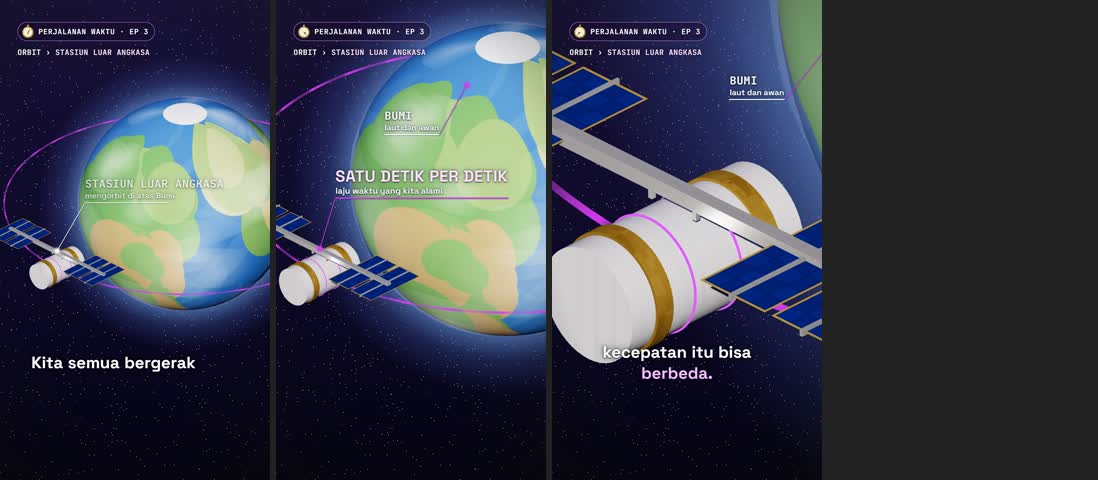 PERJALANAN WAKTU · EP 3
ORBIT › STASIUN LUAR ANGKASA
STASIUN LUAR ANGKASA
mengorbit di atas Bumi
Kita semua bergerak
PERJALANAN WAKTU · EP 3
ORBIT › STASIUN LUAR ANGKASA
BUMI
laut dan awan
SATU DETIK PER DETIK
laju waktu yang kita alami
PERJALANAN WAKTU · EP 3
ORBIT › STASIUN LUAR ANGKASA
BUMI
laut dan awan
kecepatan itu bisa
berbeda.